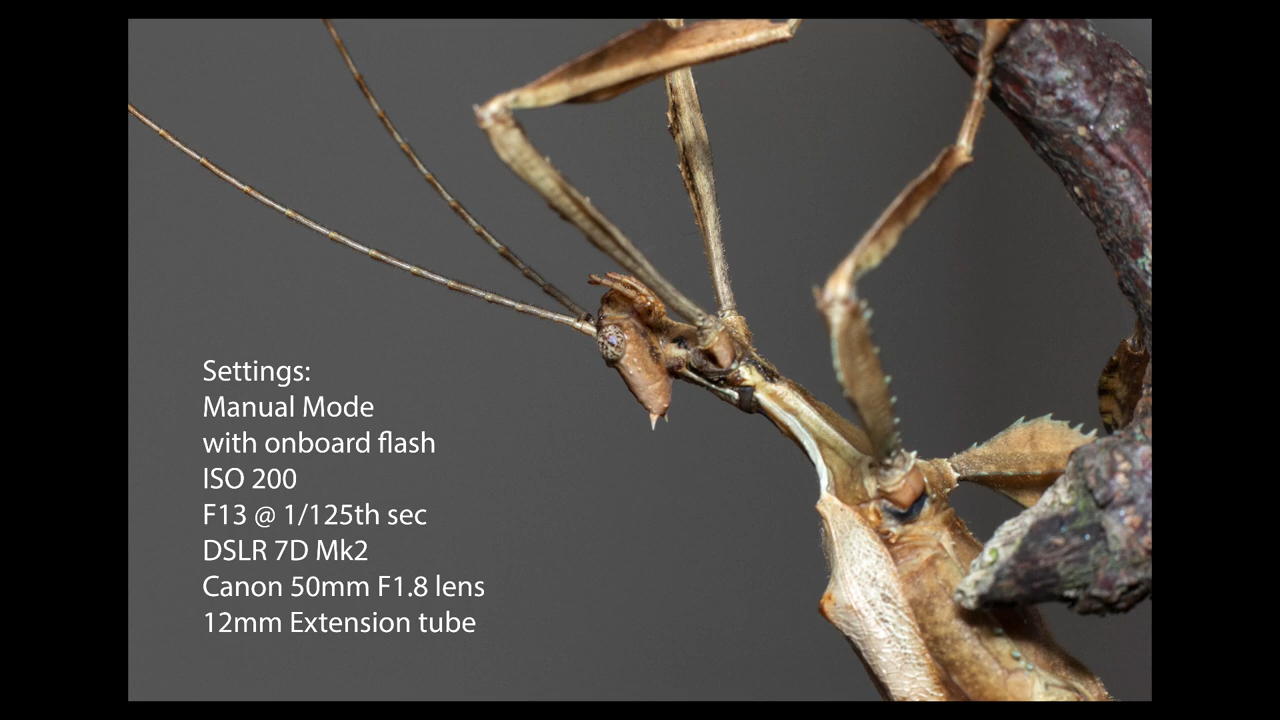 Settings:
Manual Mode
with onboard flash
ISO 200
F13 @ 1/125th sec
DSLR 7D Mk2
Canon 50mm F1.8 lens
12mm Extension tube